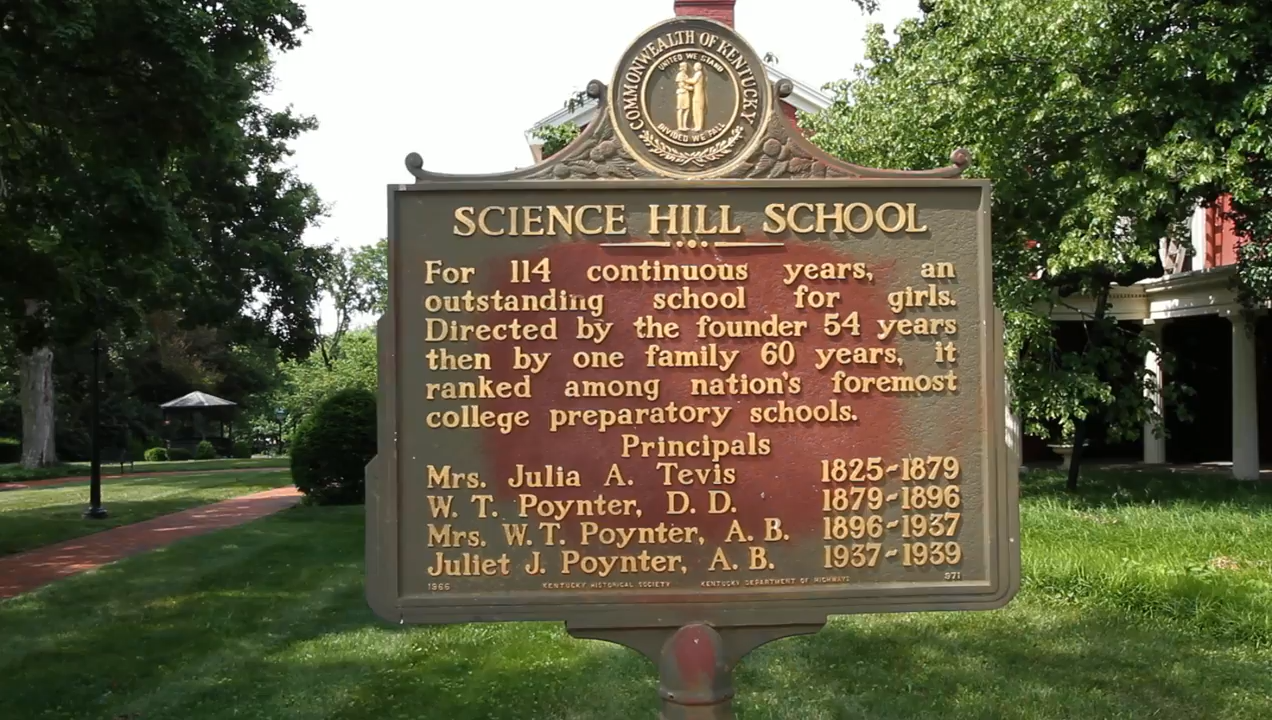 COMMONWEALTH OF KENTUCKY
UNITED WE STAND
DIVIDED WE FALL
SCIENCE HILL SCHOOL
For 114 continuous years, an
outstanding school for girls.
Directed by the founder 54 years
then by one family 60 years, it
ranked among nation's foremost
college preparatory schools.
Principals
Mrs. Julia A. Tevis 1825-1879
W. T. Poynter, D. D. 1879-1896
Mrs. W. T. Poynter, A. B. 1896-1937
Juliet J. Poynter, A. B. 1937-1939
1966 KENTUCKY HISTORICAL SOCIETY KENTUCKY DEPARTMENT OF HIGHWAYS 971